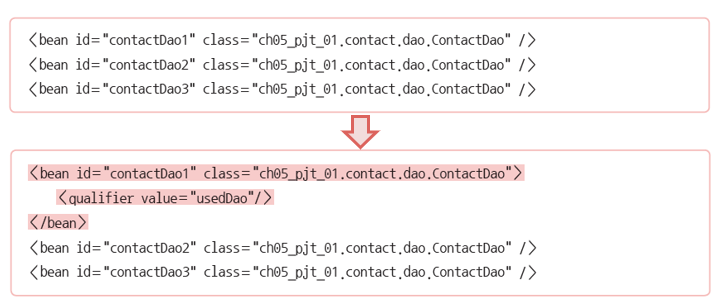 <bean id="contactDao1" class="ch05_pjt_01.contact.dao.ContactDao" />
<bean id="contactDao2" class="ch05_pjt_01.contact.dao.ContactDao" />
<bean id="contactDao3" class="ch05_pjt_01.contact.dao.ContactDao" />
<bean id="contactDao1" class="ch05_pjt_01.contact.dao.ContactDao">
<qualifier value="usedDao"/>
</bean>
<bean id="contactDao2" class="ch05_pjt_01.contact.dao.ContactDao" />
<bean id="contactDao3" class="ch05_pjt_01.contact.dao.ContactDao" />